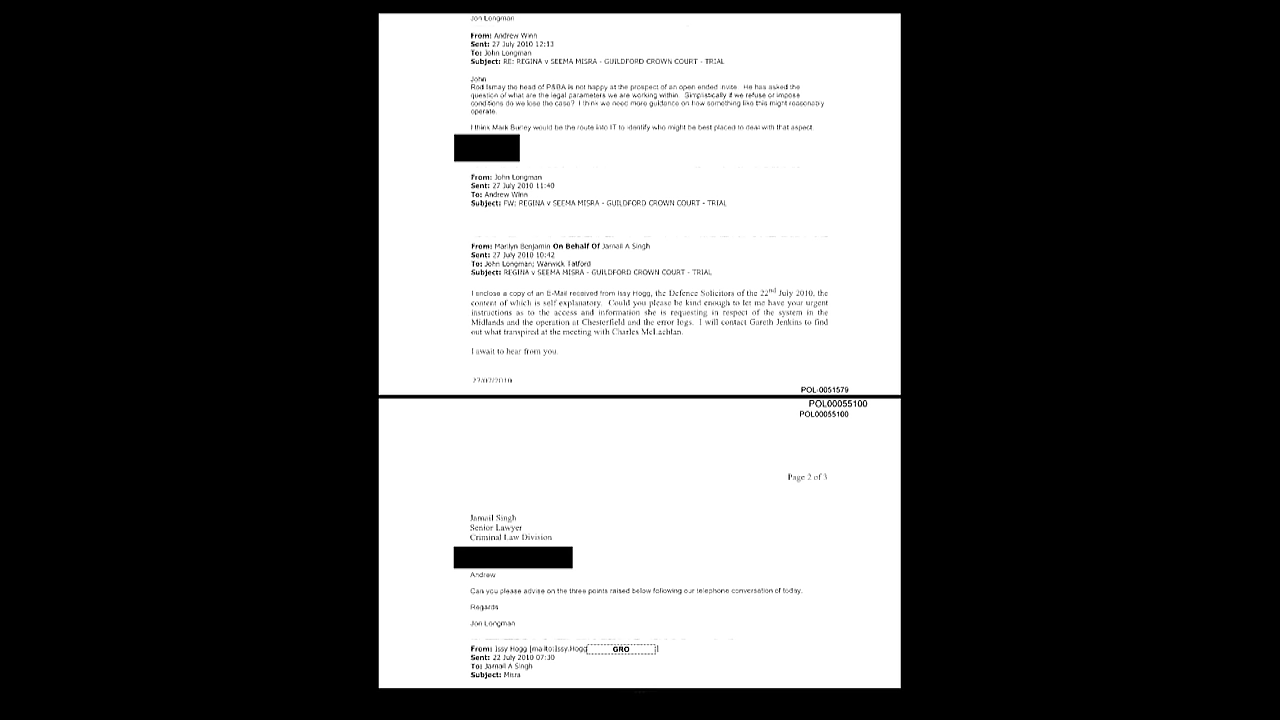 Jon Longman
From: Andrew Winn
Sent: 27 July 2010 12:13
To: John Longman
Subject: RE: REGINA v SEEMA MISRA - GUILDFORD CROWN COURT - TRIAL
John
Rod Ismay the head of P&BA is not happy at the prospect of an open ended invite. He has asked the
question of what are the legal parameters we are working within. Simplistically if we refuse or impose
conditions do we lose the case? I think we need more guidance on how something like this might reasonably
operate.
I think Mark Burley would be the route into IT to identify who might be best placed to deal with that aspect
From: John Longman
Sent: 27 July 2010 11:40
To: Andrew Winn
Subject: FW: REGINA v SEEMA MISRA - GUILDFORD CROWN COURT - TRIAL
From: Marilyn Benjamin On Behalf Of Jarnail A Singh
Sent: 27 July 2010 10:42
To: John Longman; Warwick Tatford
Subject: REGINA v SEEMA MISRA - GUILDFORD CROWN COURT - TRIAL
I enclose a copy of an E-Mail received from Issy Hogg, the Defence Solicitors of the 22nd July 2010, the
content of which is self explanatory. Could you please be kind enough to let me have your urgent
instructions as to the access and information she is requesting in respect of the system in the
Midlands and the operation at Chesterfield and the error logs. I will contact Gareth Jenkins to find
out what transpired at the meeting with Charles McLachlan.
I await to hear from you.
27/07/2010
POL-0051579
POL00055100
POL00055100
Page 2 of 3
Jarnail Singh
Senior Lawyer
Criminal Law Division
Andrew
Can you please advise on the three points raised below following our telephone conversation of today.
Regards
Jon Longman
From: Issy Hogg [mailto:Issy.Hogg GRO ]
Sent: 22 July 2010 07:30
To: Jarnail A Singh
Subject: Misra